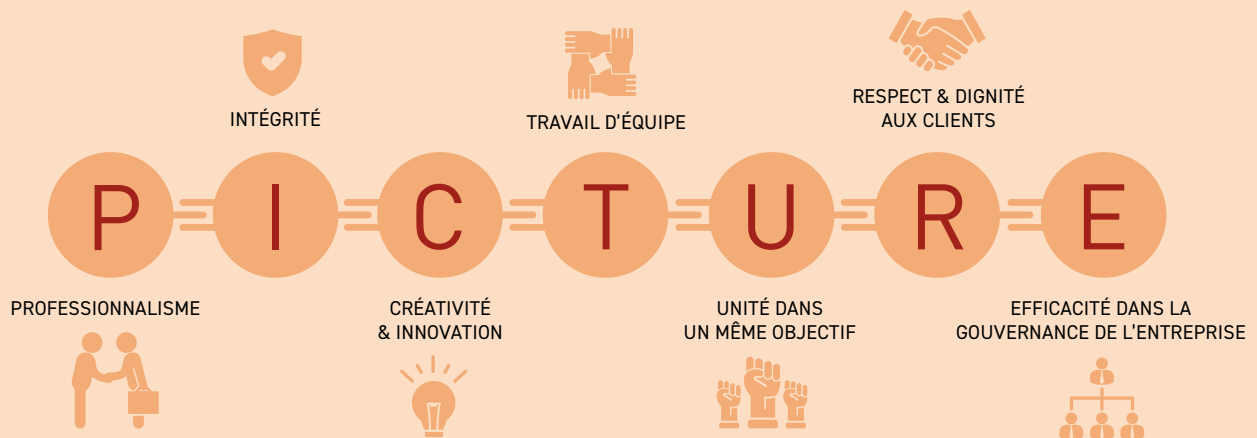 INTÉGRITÉ
TRAVAIL D'ÉQUIPE
RESPECT & DIGNITÉ
AUX CLIENTS
P I C T U R E
PROFESSIONNALISME
CRÉATIVITÉ
& INNOVATION
UNITÉ DANS
UN MÊME OBJECTIF
EFFICACITÉ DANS LA
GOUVERNANCE DE L'ENTREPRISE